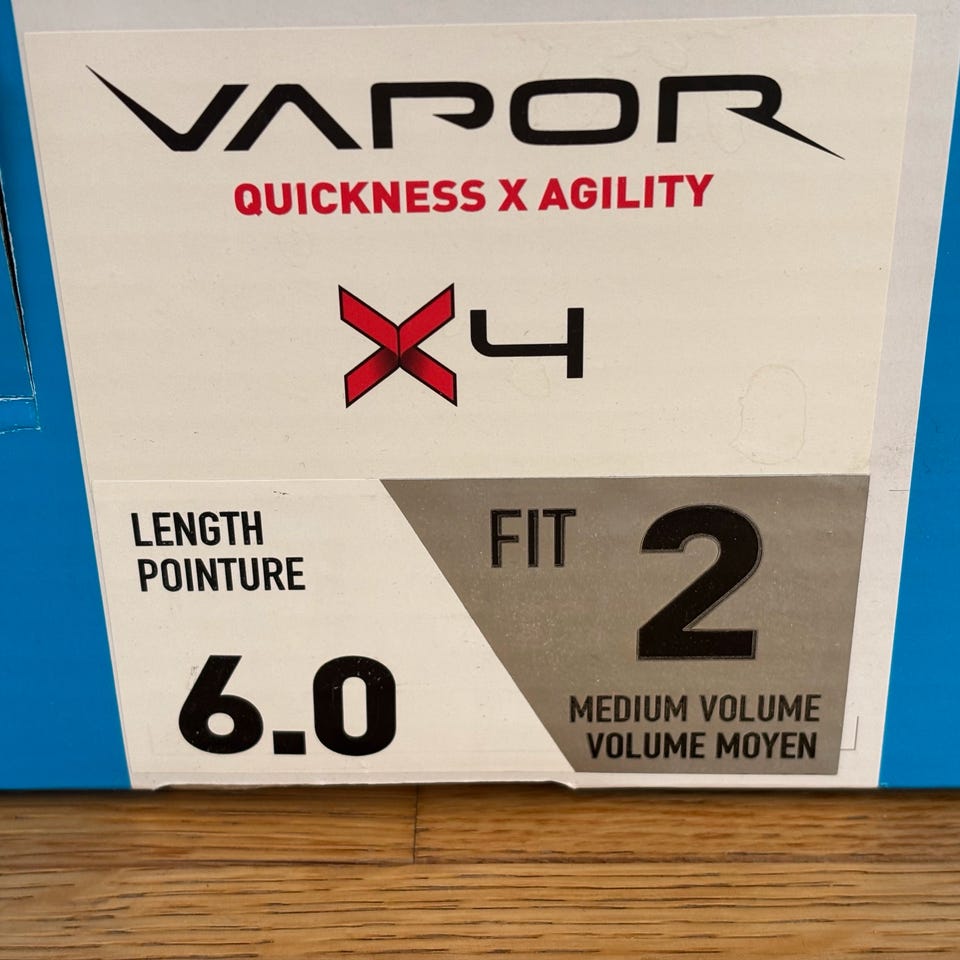 VAPOR
QUICKNESS X AGILITY
X4
LENGTH
POINTURE
6.0
FIT 2
MEDIUM VOLUME
VOLUME MOYEN